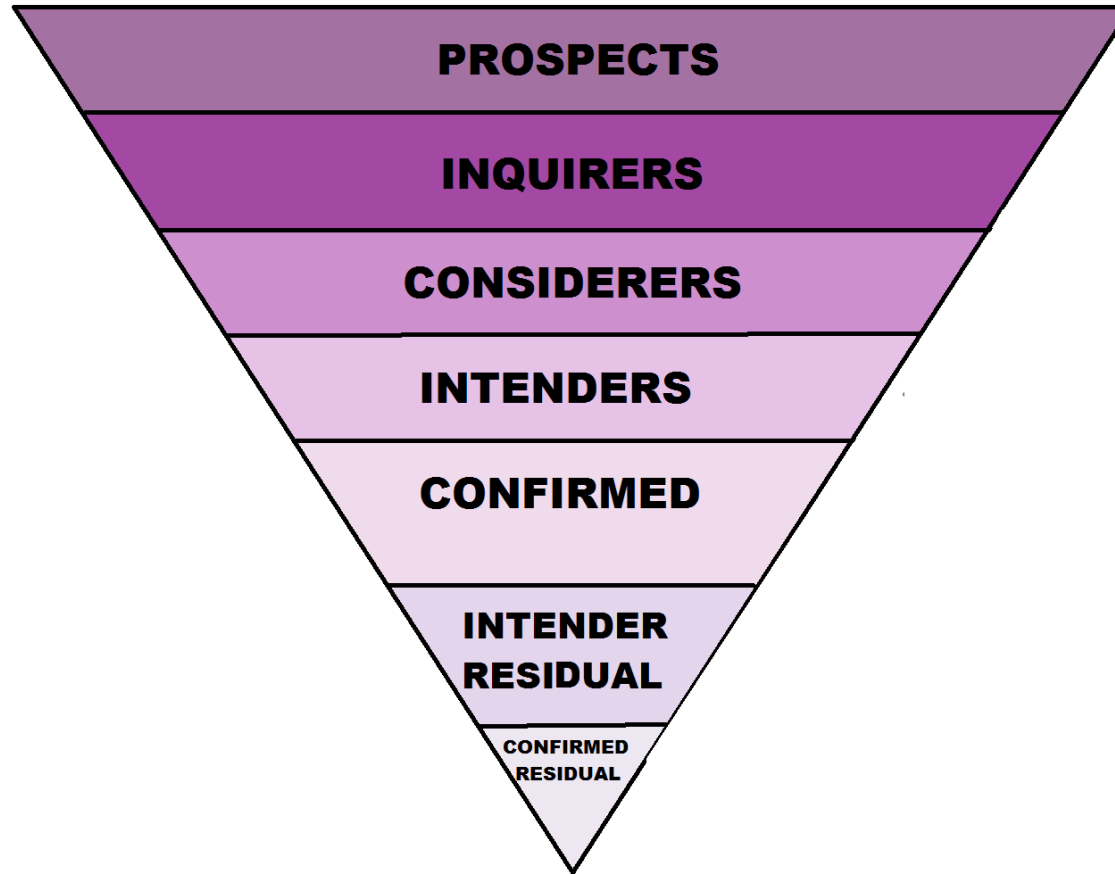 PROSPECTS
INQUIRERS
CONSIDERERS
INTENDERS
CONFIRMED
INTENDER
RESIDUAL
CONFIRMED
RESIDUAL